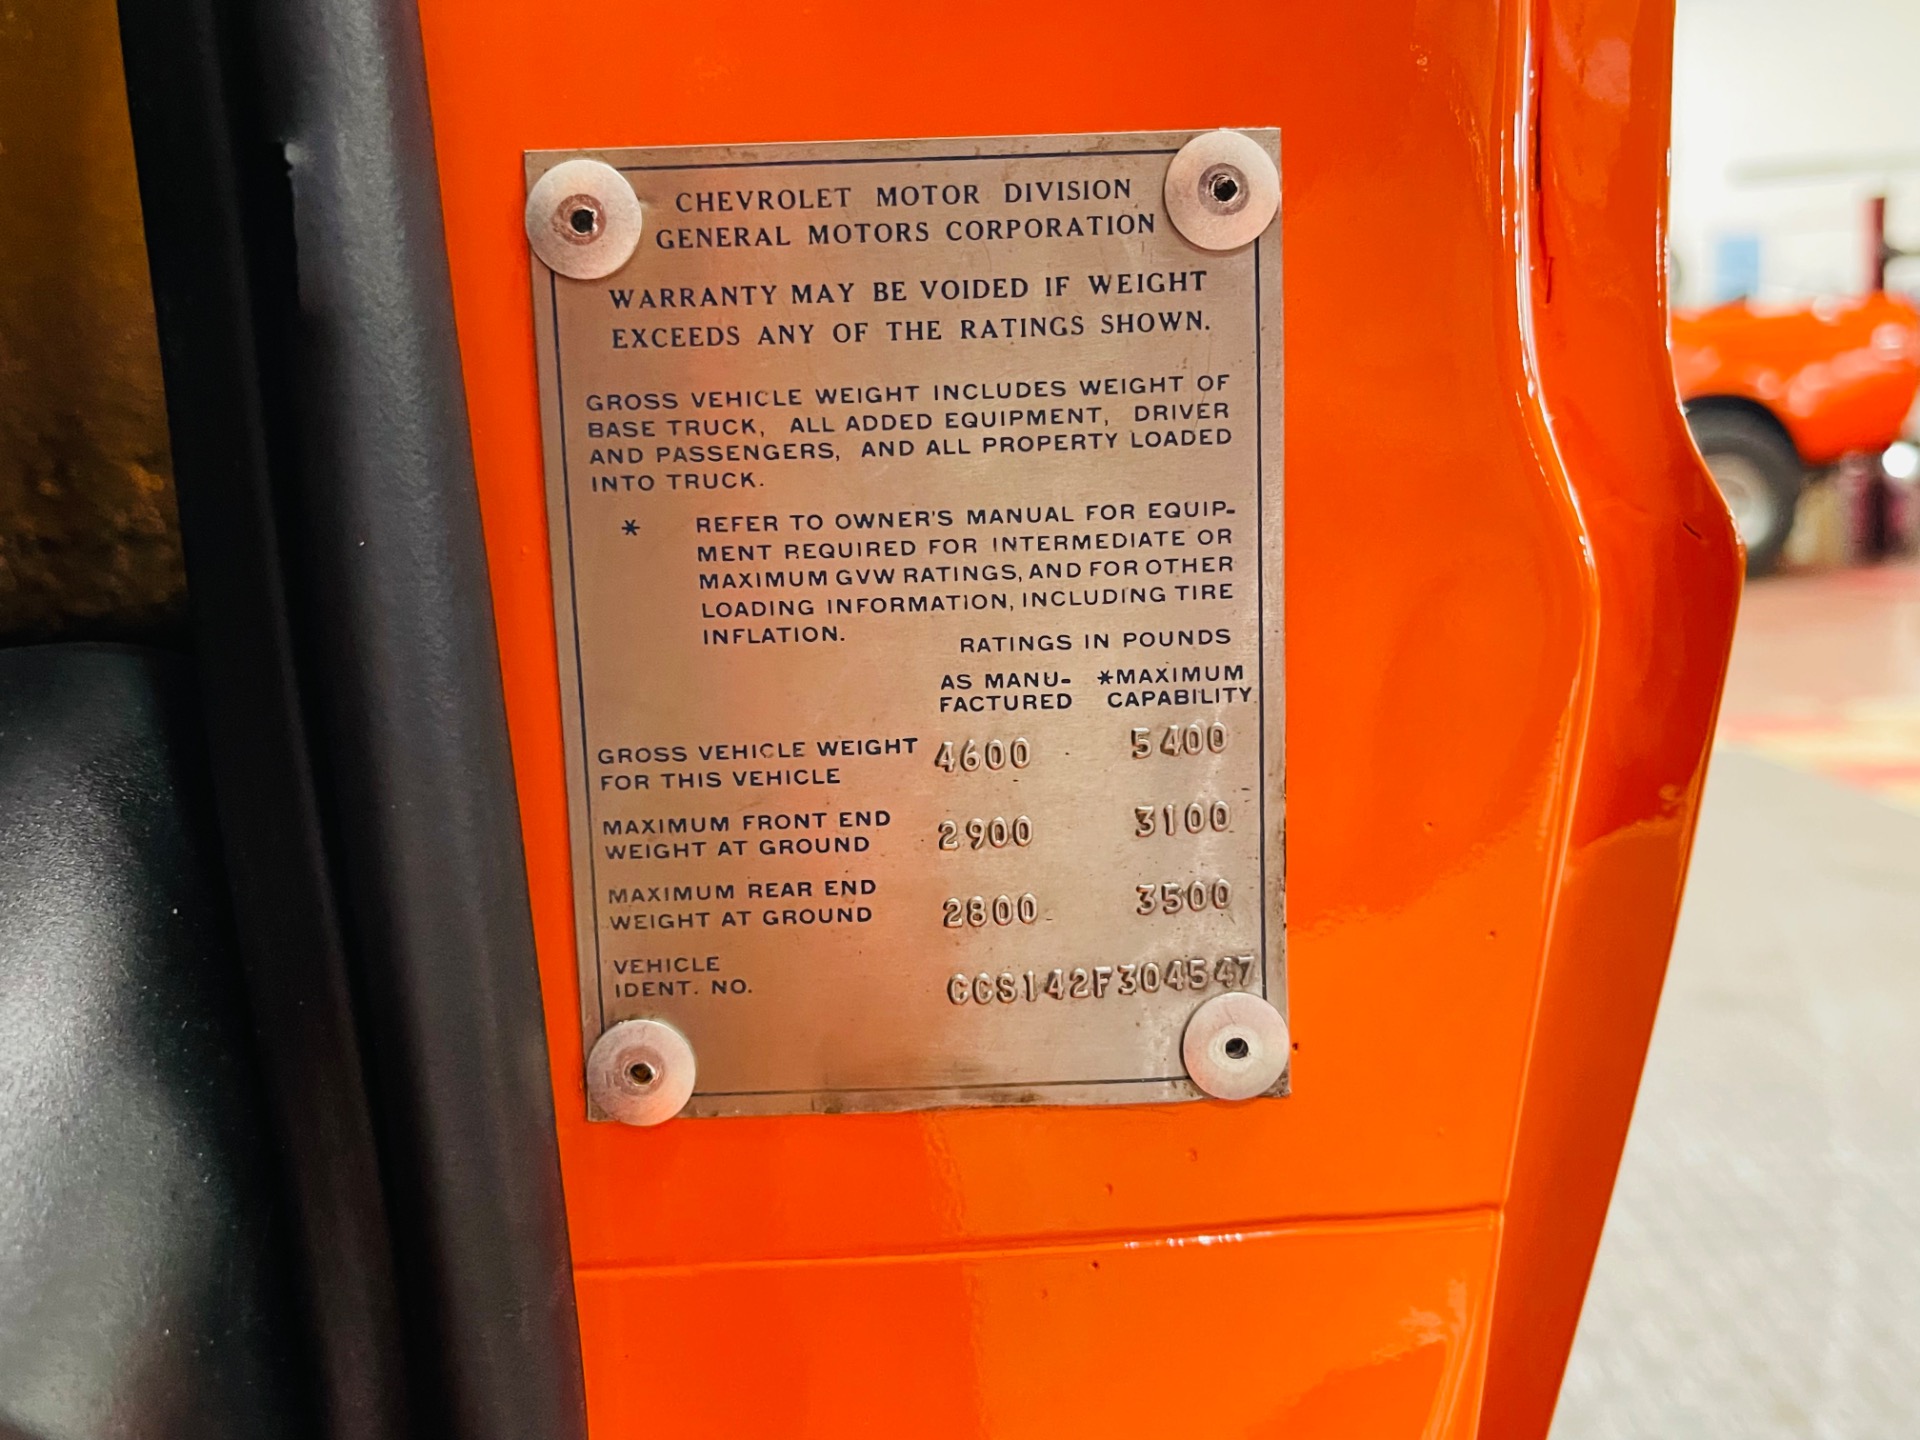 CHEVROLET MOTOR DIVISION
GENERAL MOTORS CORPORATION
WARRANTY MAY BE VOIDED IF WEIGHT
EXCEEDS ANY OF THE RATINGS SHOWN.
GROSS VEHICLE WEIGHT INCLUDES WEIGHT OF
BASE TRUCK, ALL ADDED EQUIPMENT, DRIVER
AND PASSENGERS, AND ALL PROPERTY LOADED
INTO TRUCK.
* REFER TO OWNER'S MANUAL FOR EQUIP-
MENT REQUIRED FOR INTERMEDIATE OR
MAXIMUM GVW RATINGS, AND FOR OTHER
LOADING INFORMATION, INCLUDING TIRE
INFLATION.
RATINGS IN POUNDS
AS MANU- *MAXIMUM
FACTURED CAPABILITY
GROSS VEHICLE WEIGHT 4600 5400
FOR THIS VEHICLE
MAXIMUM FRONT END 2900 3100
WEIGHT AT GROUND
MAXIMUM REAR END 2800 3500
WEIGHT AT GROUND
VEHICLE
IDENT. NO. CCS142F304547